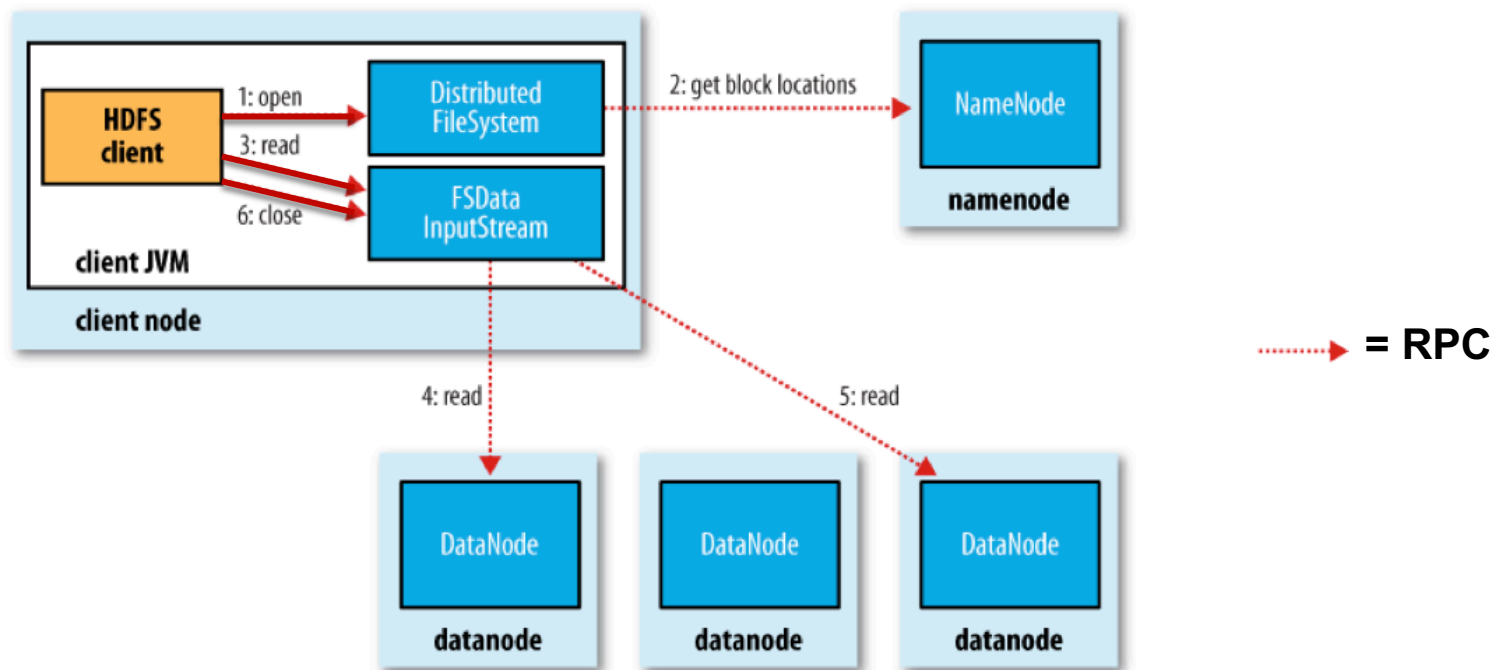 1: open
HDFS
client
3: read
6: close
Distributed
FileSystem
FSData
InputStream
client JVM
client node
2: get block locations
NameNode
namenode
= RPC
4: read
5: read
DataNode
DataNode
DataNode
datanode
datanode
datanode